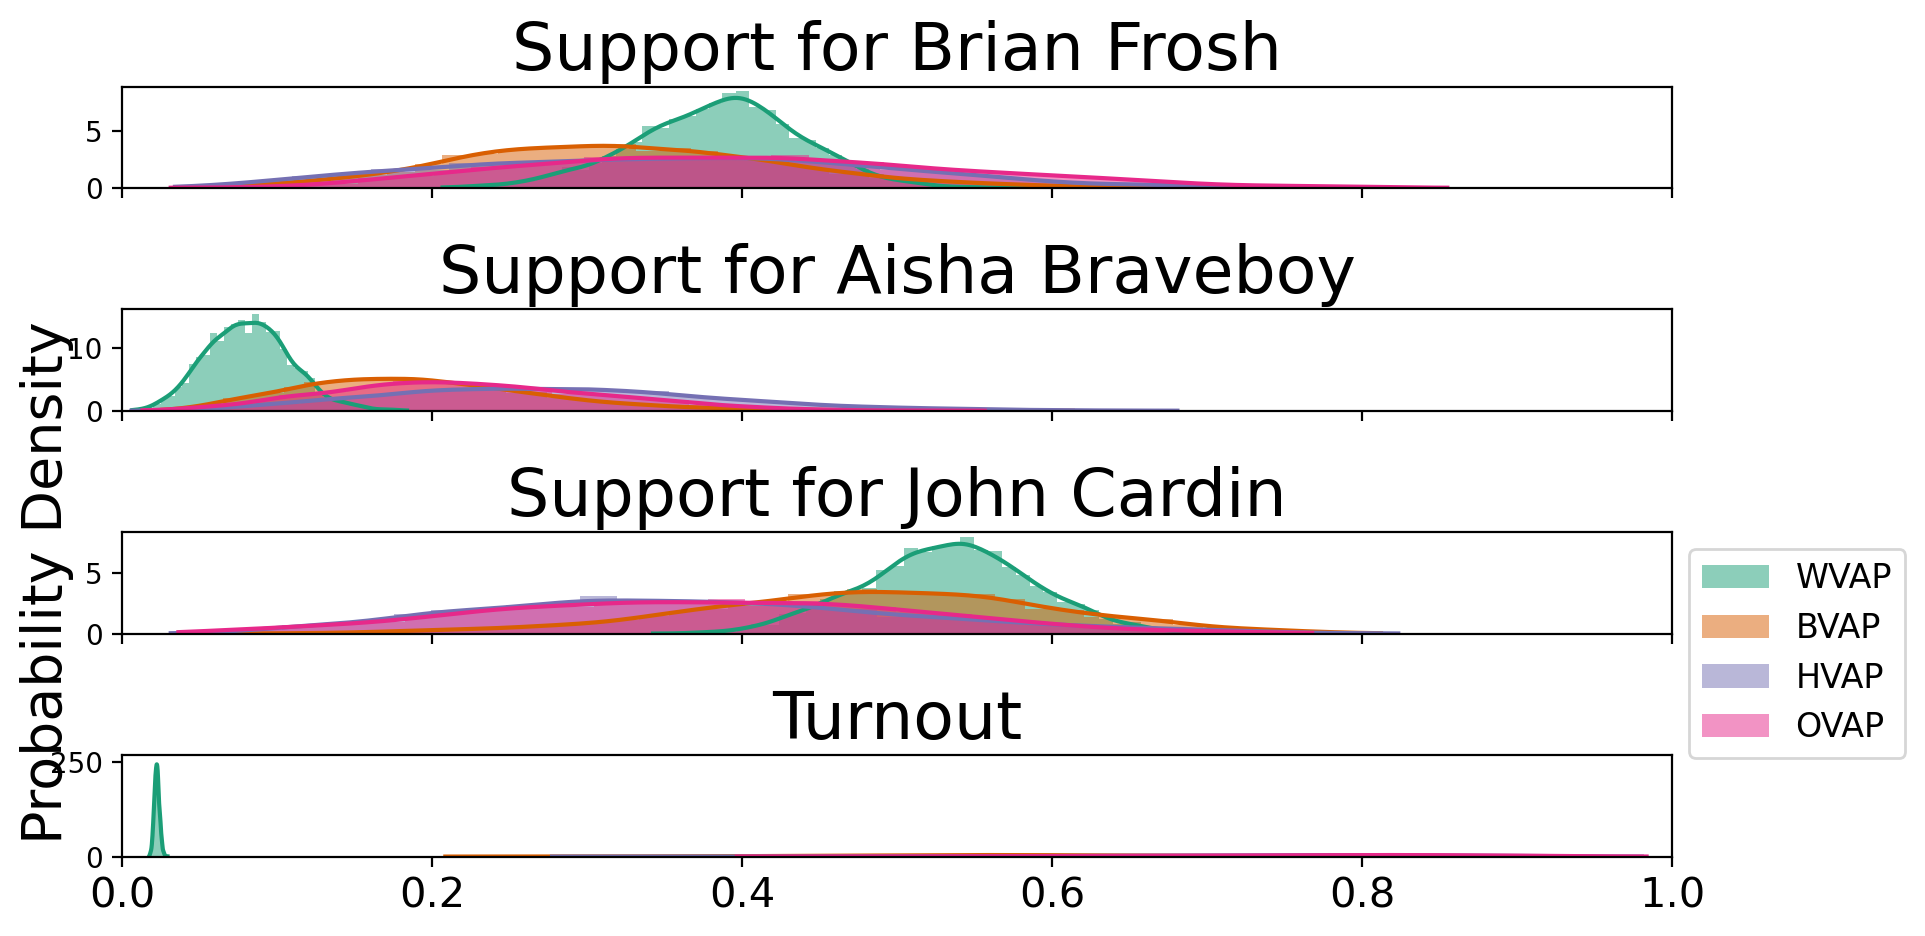 Support for Brian Frosh
5
0
Support for Aisha Braveboy
10
0
Support for John Cardin
5
0
Turnout
250
0
0.0 0.2 0.4 0.6 0.8 1.0
Probability Density
WVAP
BVAP
HVAP
OVAP